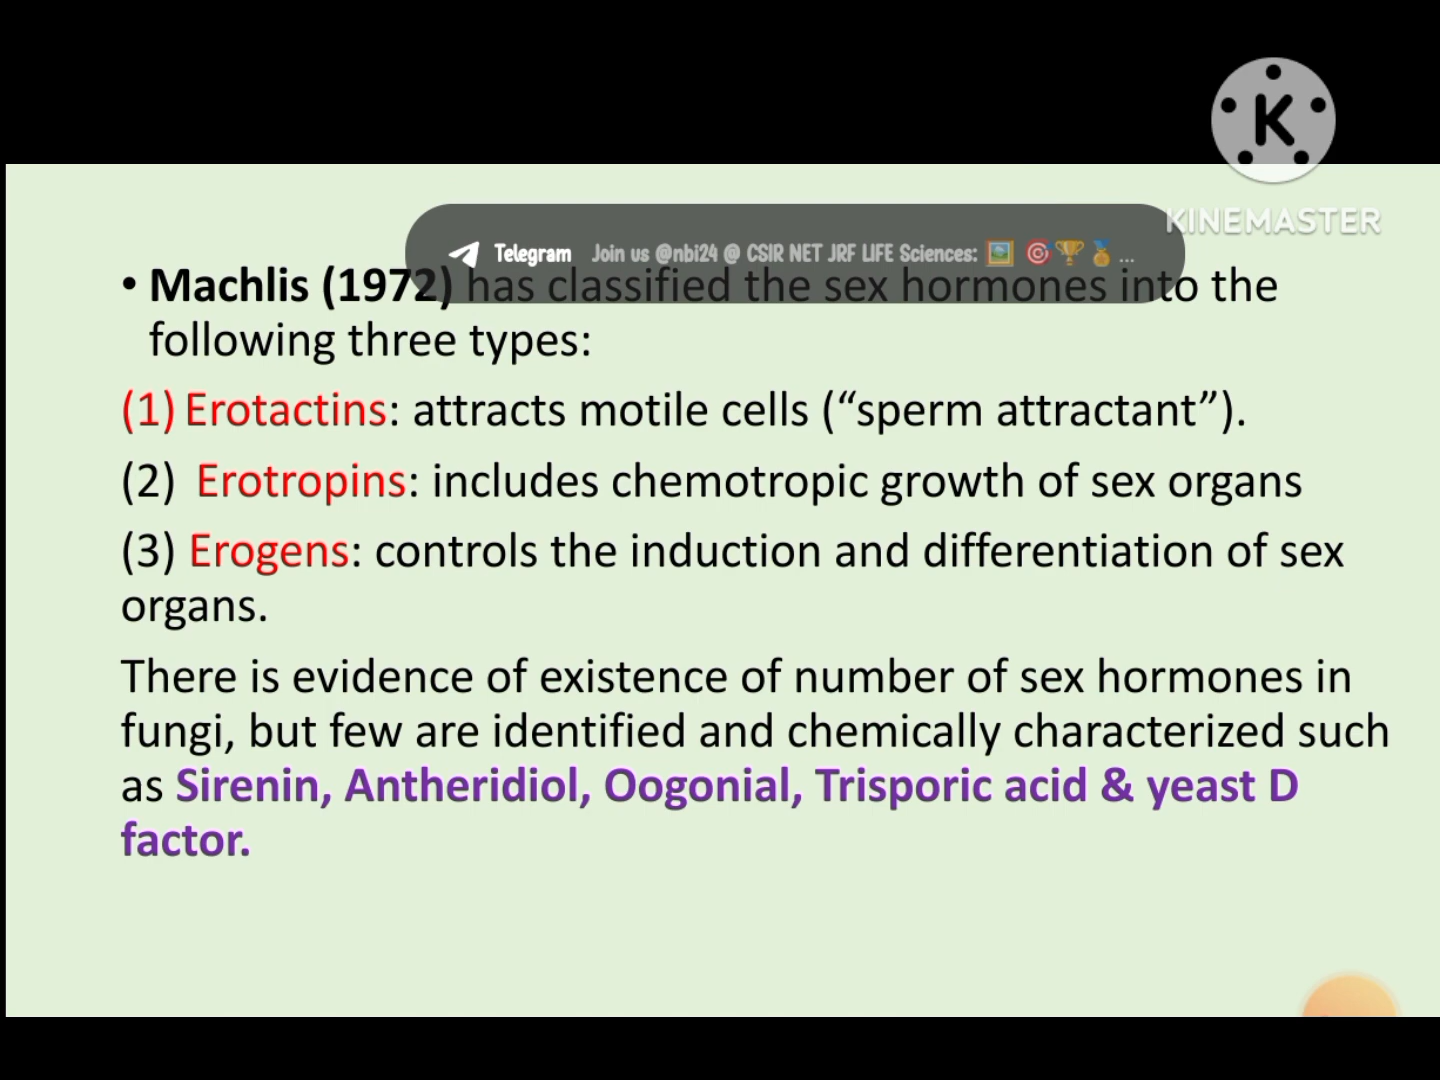 K
KINEMASTER
Telegram Join us @nbi24 @ CSIR NET JRF LIFE Sciences: 🖼️ 🎯🏆🏅...
• Machlis (1972) has classified the sex hormones into the
following three types:
(1) Erotactins: attracts motile cells (“sperm attractant”).
(2) Erotropins: includes chemotropic growth of sex organs
(3) Erogens: controls the induction and differentiation of sex
organs.
There is evidence of existence of number of sex hormones in
fungi, but few are identified and chemically characterized such
as Sirenin, Antheridiol, Oogonial, Trisporic acid & yeast D
factor.